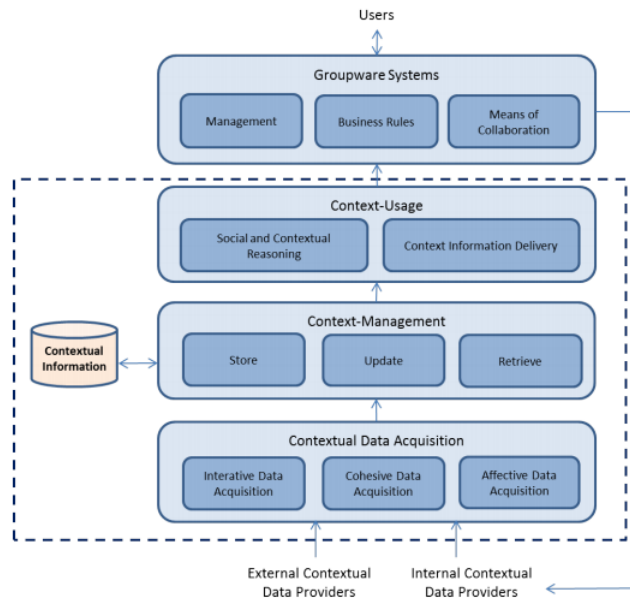 Users
Groupware Systems
Management
Business Rules
Means of
Collaboration
Context-Usage
Social and Contextual
Reasoning
Context Information Delivery
Context-Management
Contextual
Information
Store
Update
Retrieve
Contextual Data Acquisition
Interative Data
Acquisition
Cohesive Data
Acquisition
Affective Data
Acquisition
External Contextual
Data Providers
Internal Contextual
Data Providers